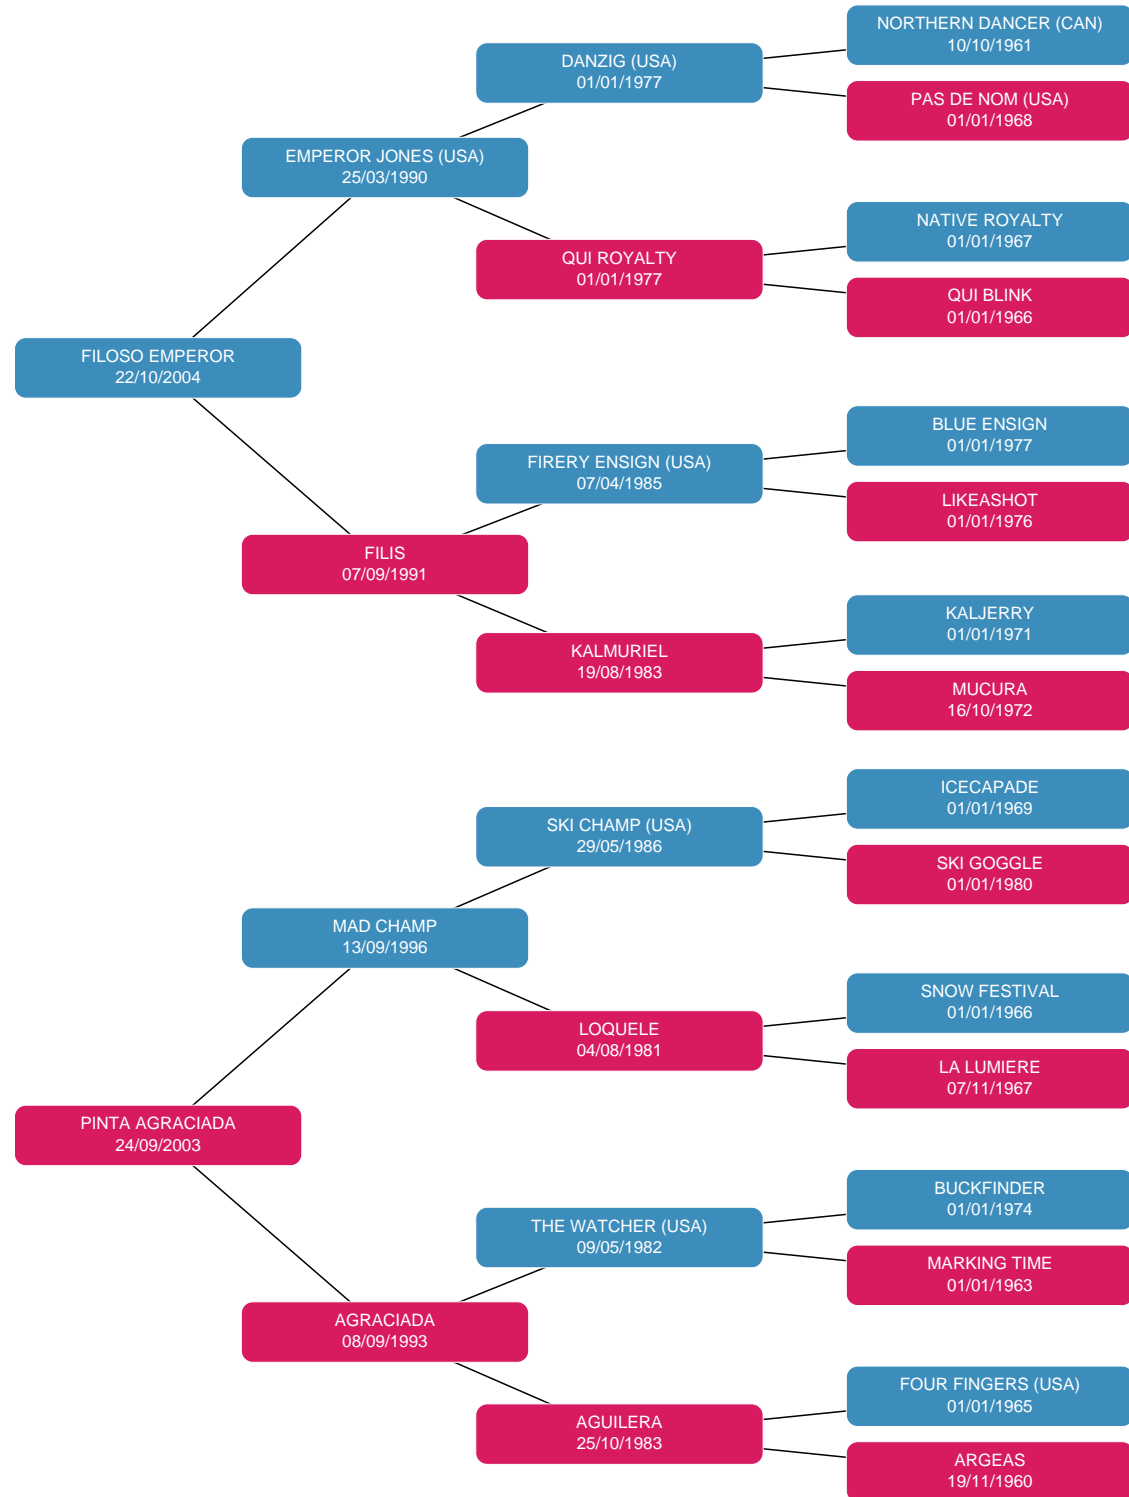 NORTHERN DANCER (CAN)
10/10/1961
DANZIG (USA)
01/01/1977
PAS DE NOM (USA)
01/01/1968
EMPEROR JONES (USA)
25/03/1990
NATIVE ROYALTY
01/01/1967
QUI ROYALTY
01/01/1977
QUI BLINK
01/01/1966
FILOSO EMPEROR
22/10/2004
BLUE ENSIGN
01/01/1977
FIRERY ENSIGN (USA)
07/04/1985
LIKEASHOT
01/01/1976
FILIS
07/09/1991
KALJERRY
01/01/1971
KALMURIEL
19/08/1983
MUCURA
16/10/1972
ICECAPADE
01/01/1969
SKI CHAMP (USA)
29/05/1986
SKI GOGGLE
01/01/1980
MAD CHAMP
13/09/1996
SNOW FESTIVAL
01/01/1966
LOQUELE
04/08/1981
LA LUMIERE
07/11/1967
PINTA AGRACIADA
24/09/2003
BUCKFINDER
01/01/1974
THE WATCHER (USA)
09/05/1982
MARKING TIME
01/01/1963
AGRACIADA
08/09/1993
FOUR FINGERS (USA)
01/01/1965
AGUILERA
25/10/1983
ARGEAS
19/11/1960